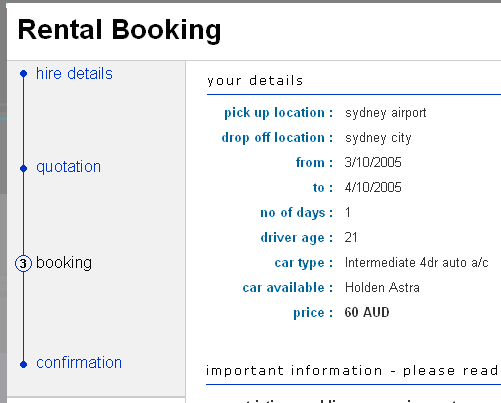 Rental Booking
hire details
quotation
3 booking
confirmation
your details
pick up location : sydney airport
drop off location : sydney city
from : 3/10/2005
to : 4/10/2005
no of days : 1
driver age : 21
car type : Intermediate 4dr auto a/c
car available : Holden Astra
price : 60 AUD
important information - please read